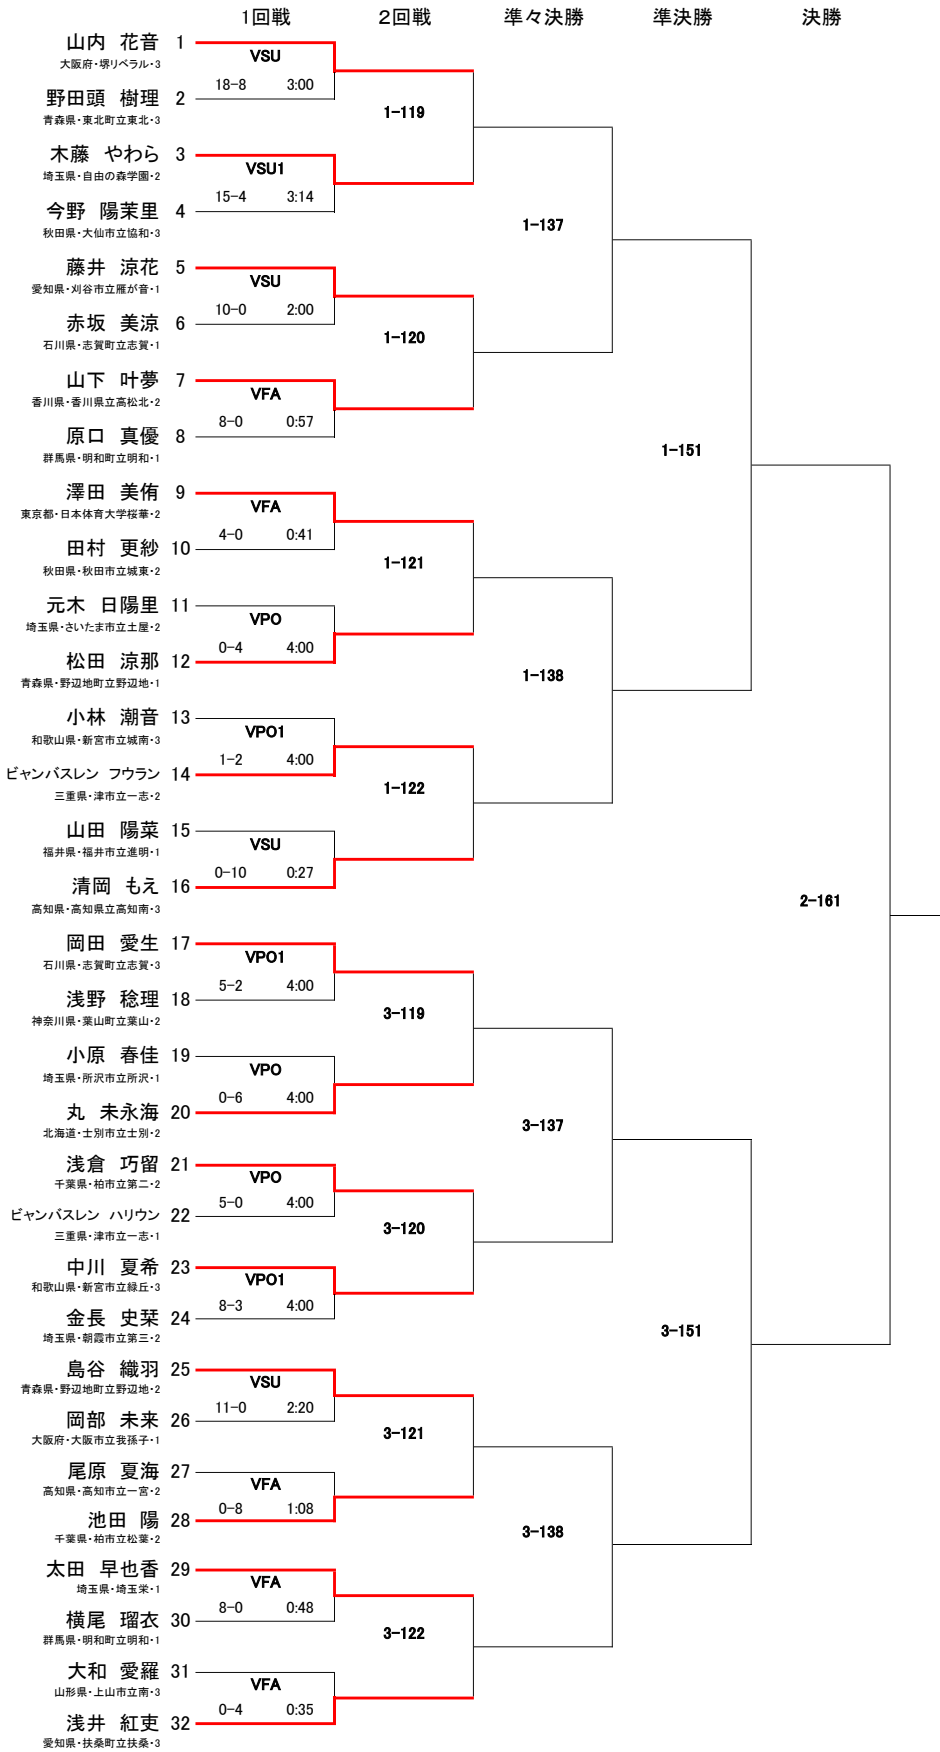 1回戦 2回戦 準々決勝 準決勝 決勝
山内 花音 1
大阪府・堺リベラル・3
VSU
18-8 3:00
野田頭 樹理 2
青森県・東北町立東北・3
1-119
木藤 やわら 3
埼玉県・自由の森学園・2
VSU1
15-4 3:14
今野 陽茉里 4
秋田県・大仙市立協和・3
1-137
藤井 涼花 5
愛知県・刈谷市立雁が音・1
VSU
10-0 2:00
赤坂 美涼 6
石川県・志賀町立志賀・1
1-120
山下 叶夢 7
香川県・香川県立高松北・2
VFA
8-0 0:57
原口 真優 8
群馬県・明和町立明和・1
1-151
澤田 美侑 9
東京都・日本体育大学桜華・2
VFA
4-0 0:41
田村 更紗 10
秋田県・秋田市立城東・2
1-121
元木 日陽里 11
埼玉県・さいたま市立土屋・2
VPO
0-4 4:00
松田 涼那 12
青森県・野辺地町立野辺地・1
1-138
小林 潮音 13
和歌山県・新宮市立城南・3
VPO1
1-2 4:00
ビャンバスレン フウラン 14
三重県・津市立一志・2
1-122
山田 陽菜 15
福井県・福井市立進明・1
VSU
0-10 0:27
清岡 もえ 16
高知県・高知県立高知南・3
2-161
岡田 愛生 17
石川県・志賀町立志賀・3
VPO1
5-2 4:00
浅野 稔理 18
神奈川県・葉山町立葉山・2
3-119
小原 春佳 19
埼玉県・所沢市立所沢・1
VPO
0-6 4:00
丸 未永海 20
北海道・士別市立士別・2
3-137
浅倉 巧留 21
千葉県・柏市立第二・2
VPO
5-0 4:00
ビャンバスレン ハリウン 22
三重県・津市立一志・1
3-120
中川 夏希 23
和歌山県・新宮市立緑丘・3
VPO1
8-3 4:00
金長 史栞 24
埼玉県・朝霞市立第三・2
3-151
島谷 織羽 25
青森県・野辺地町立野辺地・2
VSU
11-0 2:20
岡部 未来 26
大阪府・大阪市立我孫子・1
3-121
尾原 夏海 27
高知県・高知市立一宮・2
VFA
0-8 1:08
池田 陽 28
千葉県・柏市立松葉・2
3-138
太田 早也香 29
埼玉県・埼玉栄・1
VFA
8-0 0:48
横尾 瑠衣 30
群馬県・明和町立明和・1
3-122
大和 愛羅 31
山形県・上山市立南・3
VFA
0-4 0:35
浅井 紅吏 32
愛知県・扶桑町立扶桑・3